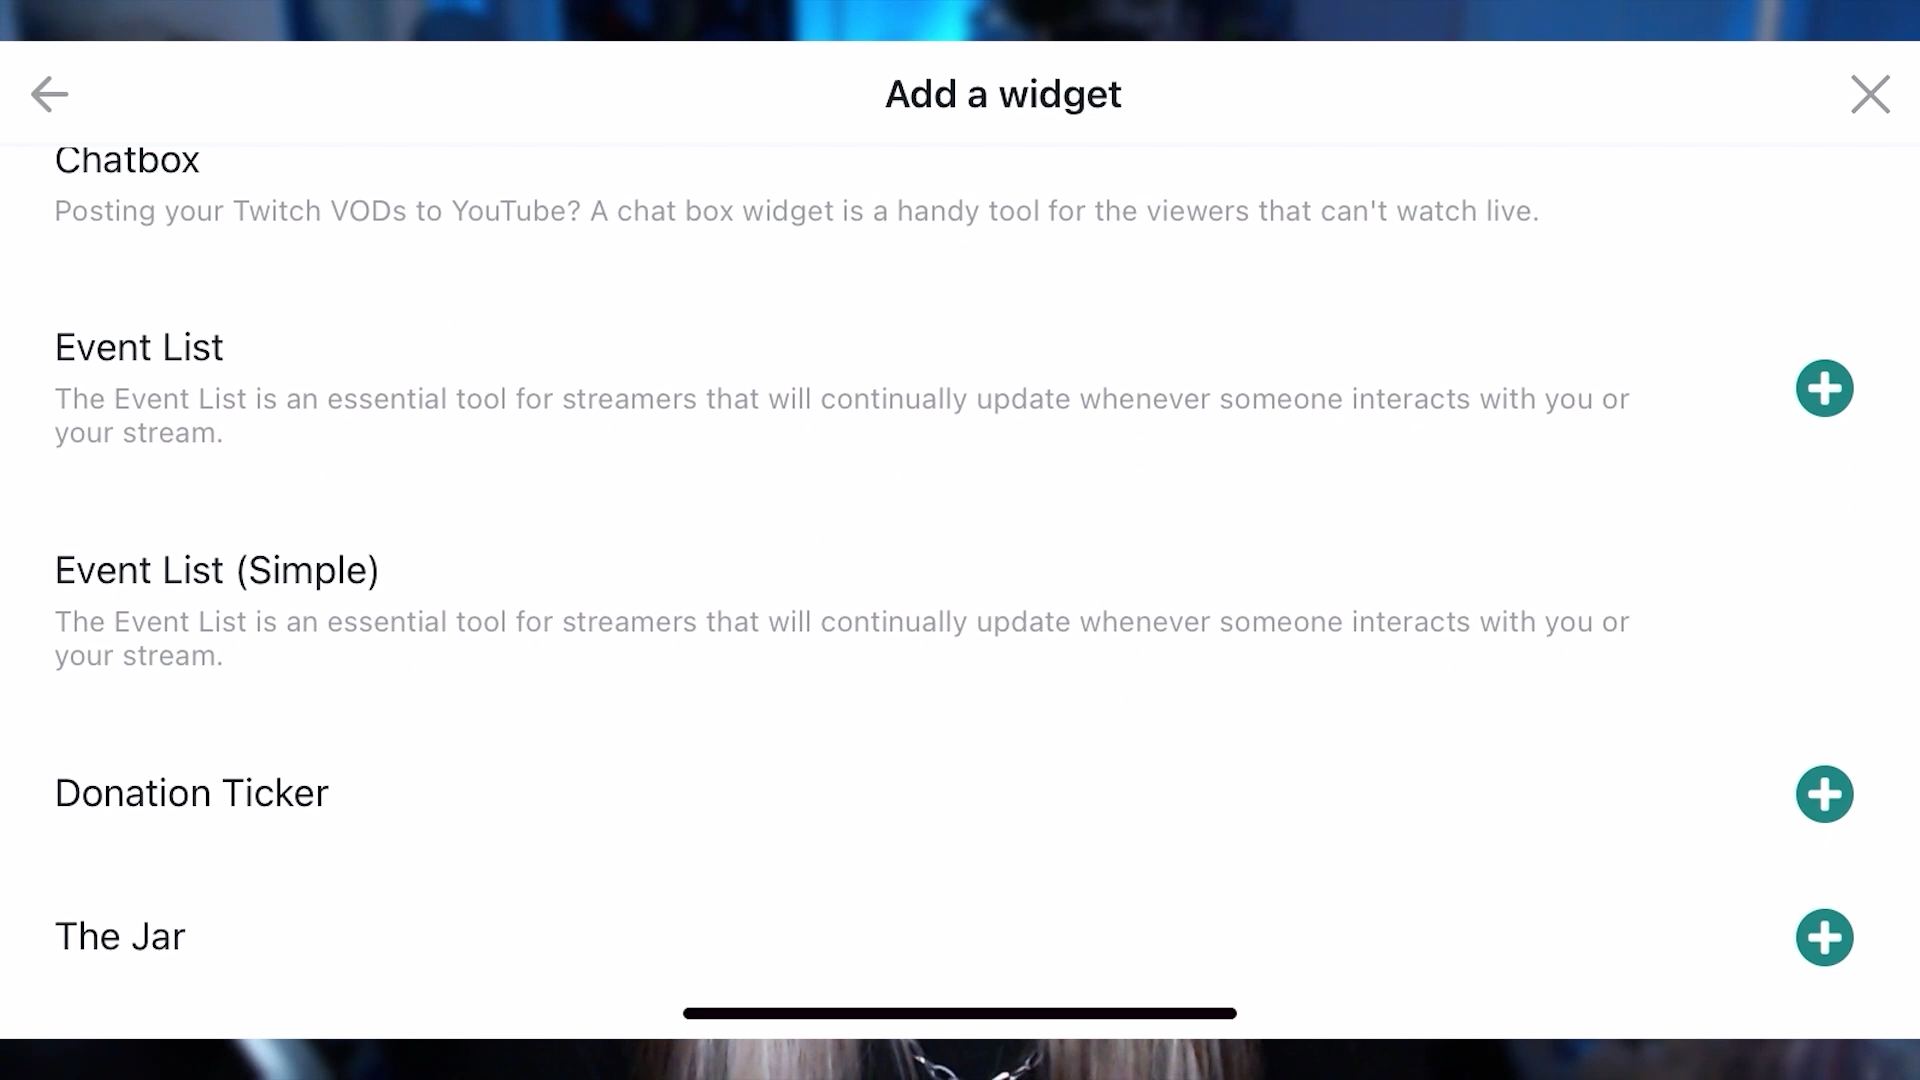 Add a widget
Chatbox
Posting your Twitch VODs to YouTube? A chat box widget is a handy tool for the viewers that can't watch live.
Event List
The Event List is an essential tool for streamers that will continually update whenever someone interacts with you or
your stream.
Event List (Simple)
The Event List is an essential tool for streamers that will continually update whenever someone interacts with you or
your stream.
Donation Ticker
The Jar